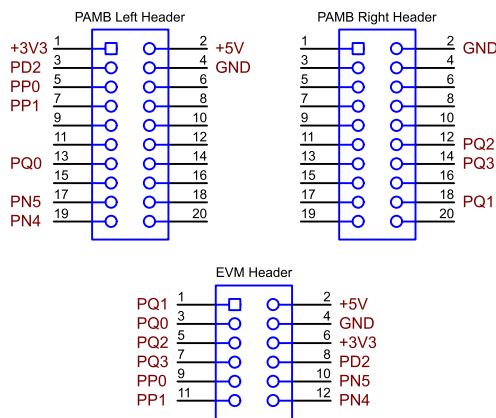 PAMB Left Header
+3V3 1 2 +5V
PD2 3 4 GND
PP0 5 6
PP1 7 8
9 10
11 12
PQ0 13 14
15 16
PN5 17 18
PN4 19 20
PAMB Right Header
1 2 GND
3 4
5 6
7 8
9 10
11 12 PQ2
13 14 PQ3
15 16
17 18 PQ1
19 20
EVM Header
PQ1 1 2 +5V
PQ0 3 4 GND
PQ2 5 6 +3V3
PQ3 7 8 PD2
PP0 9 10 PN5
PP1 11 12 PN4